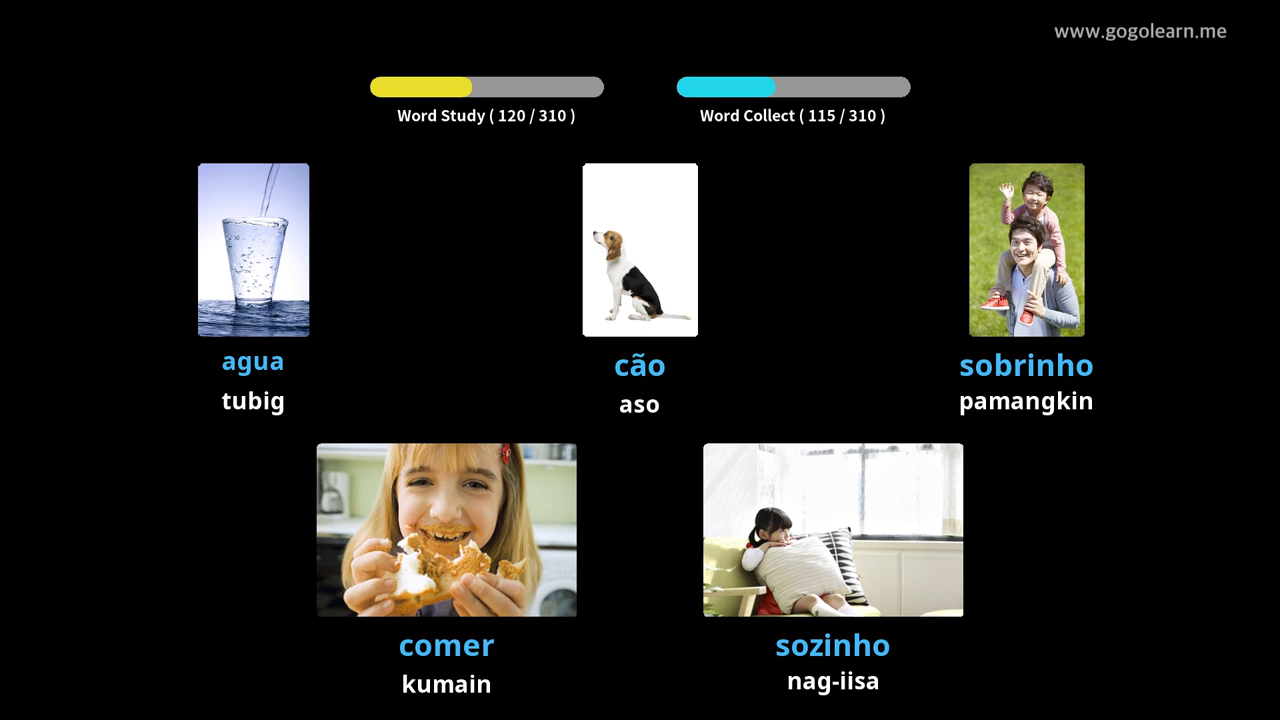 www.gogolearn.me
Word Study ( 120 / 310 )
Word Collect ( 115 / 310 )
agua
tubig
cão
aso
sobrinho
pamangkin
comer
kumain
sozinho
nag-iisa